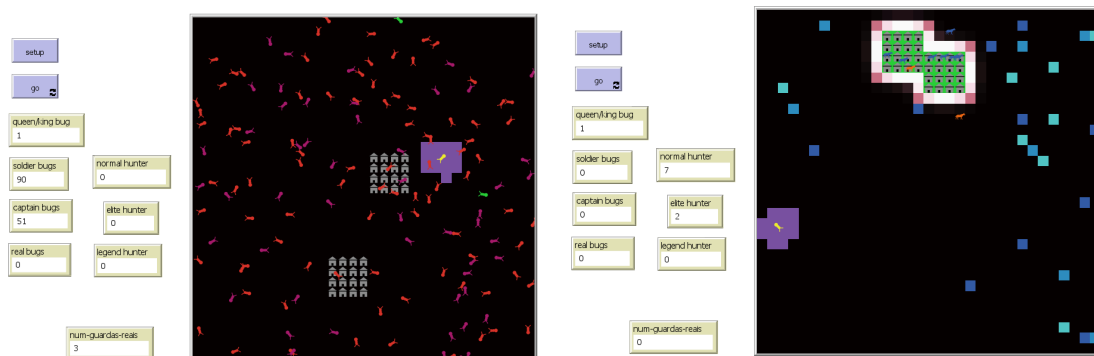 setup
go
queen/king bug
1
soldier bugs
90
normal hunter
0
captain bugs
51
elite hunter
0
real bugs
0
legend hunter
0
num-guardas-reais
3
setup
go
queen/king bug
1
soldier bugs
0
normal hunter
7
captain bugs
0
elite hunter
2
real bugs
0
legend hunter
0
num-guardas-reais
0